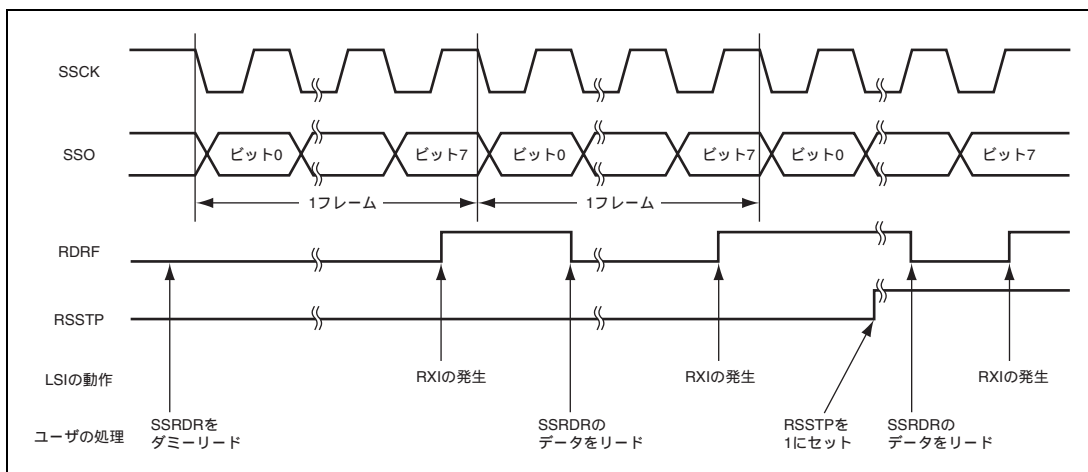 SSCK
SSO
ビット0
ビット7
ビット0
ビット7
ビット0
ビット7
1フレーム
1フレーム
RDRF
RSSTP
LSIの動作
RXIの発生
RXIの発生
RXIの発生
ユーザの処理
SSRDRを
ダミーリード
SSRDRの
データをリード
RSSTPを
1にセット
SSRDRの
データをリード